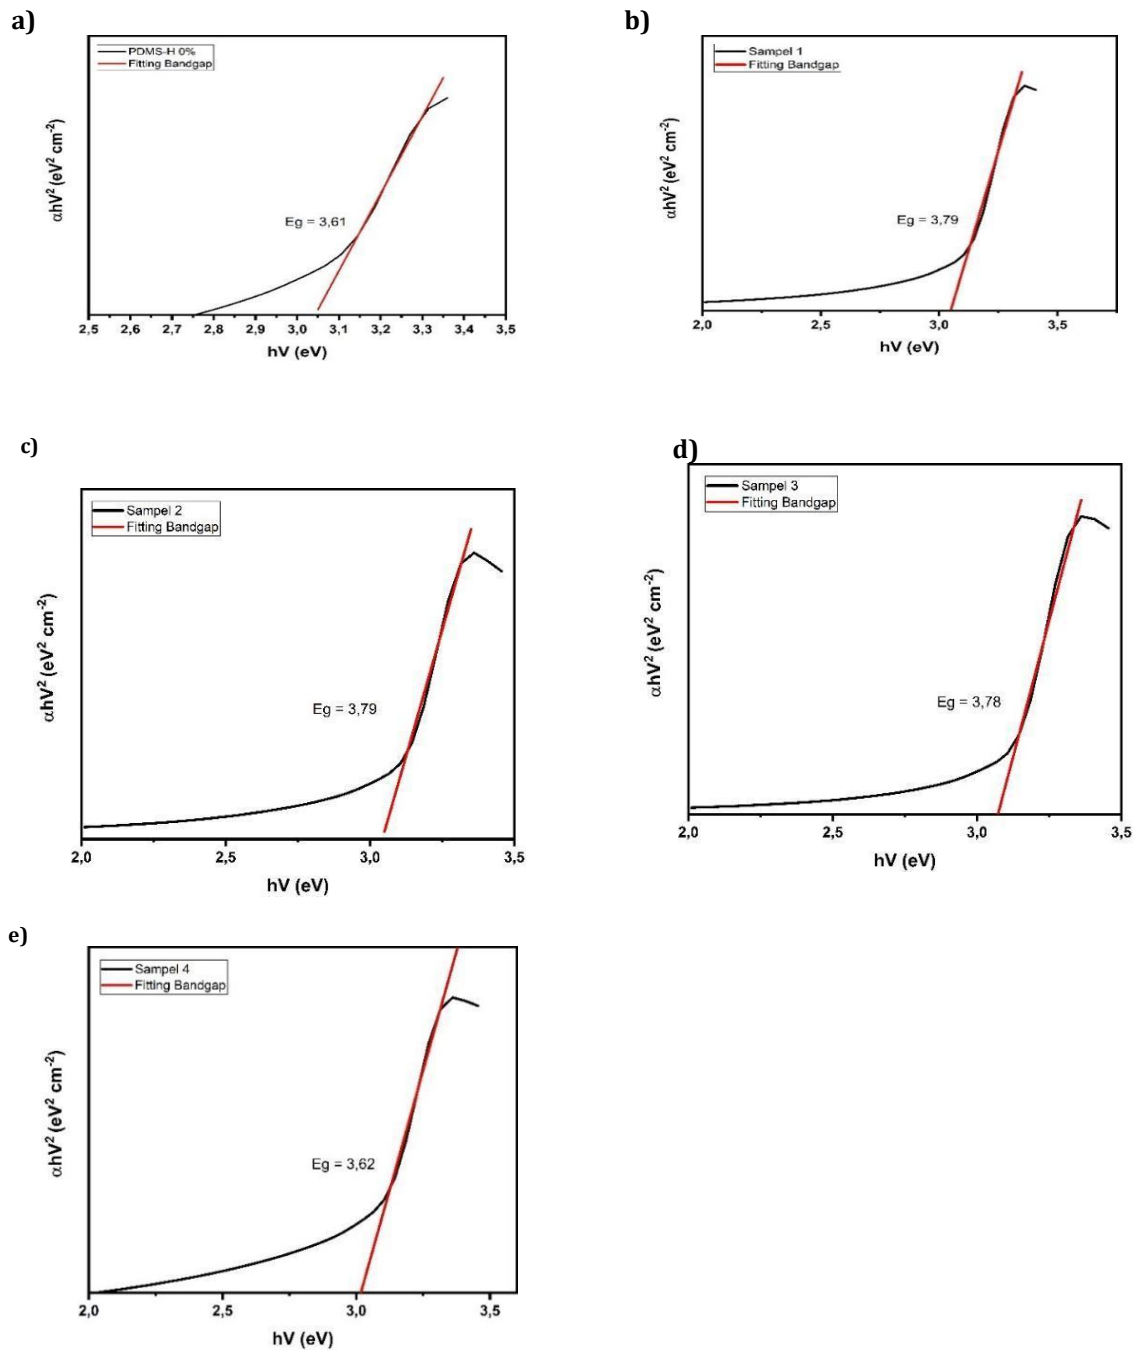 a)
PDMS-H 0%
Fitting Bandgap
αhV² (eV² cm⁻²)
Eg = 3,61
2,5 2,6 2,7 2,8 2,9 3,0 3,1 3,2 3,3 3,4 3,5
hV (eV)
b)
Sampel 1
Fitting Bandgap
αhV² (eV² cm⁻²)
Eg = 3,79
2,0 2,5 3,0 3,5
hV (eV)
c)
Sampel 2
Fitting Bandgap
αhV² (eV² cm⁻²)
Eg = 3,79
2,0 2,5 3,0 3,5
hV (eV)
d)
Sampel 3
Fitting Bandgap
αhV² (eV² cm⁻²)
Eg = 3,78
2,0 2,5 3,0 3,5
hV (eV)
e)
Sampel 4
Fitting Bandgap
αhV² (eV² cm⁻²)
Eg = 3,62
2,0 2,5 3,0 3,5
hV (eV)